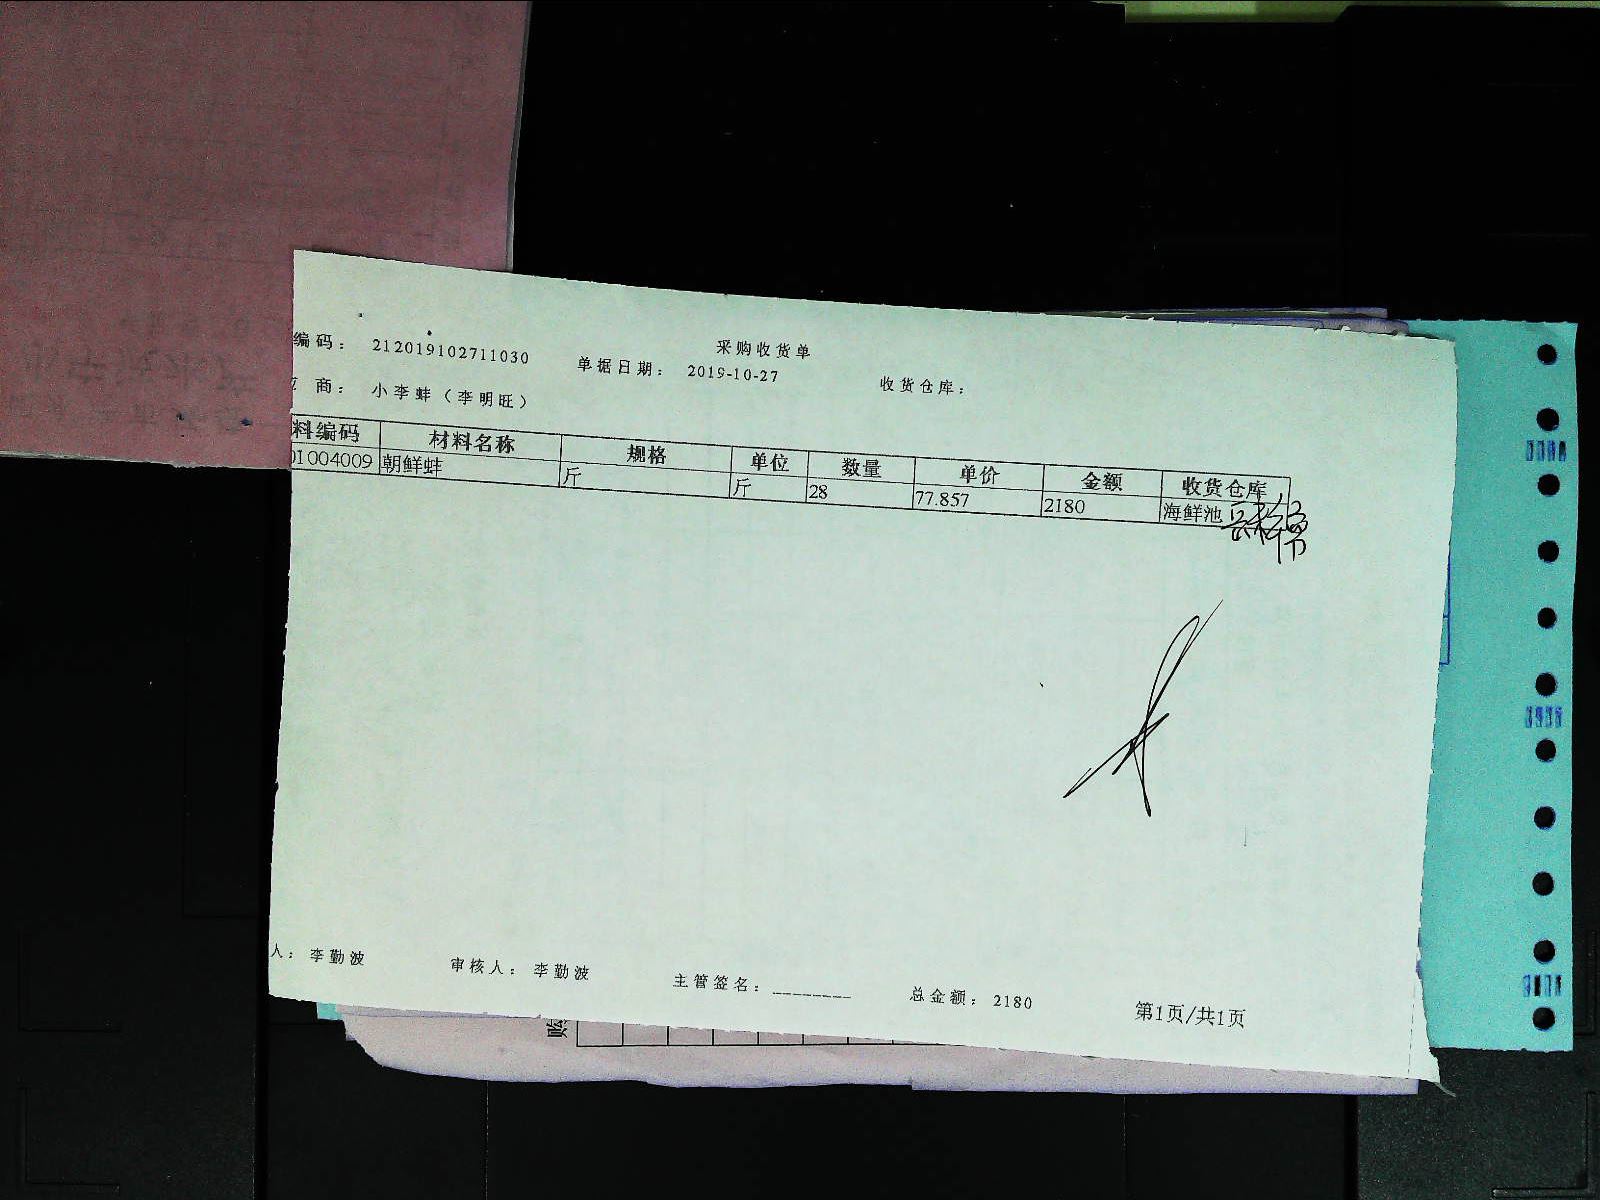 采购收货单
编码： 212019102711030 单据日期： 2019-10-27 收货仓库：
商： 小李蚌（李明旺）
料编码 材料名称 规格 单位 数量 单价 金额 收货仓库
01004009 朝鲜蚌 斤 斤 28 77.857 2180 海鲜池
人： 李勤波 审核人： 李勤波 主管签名：________ 总金额： 2180 第1页/共1页
购